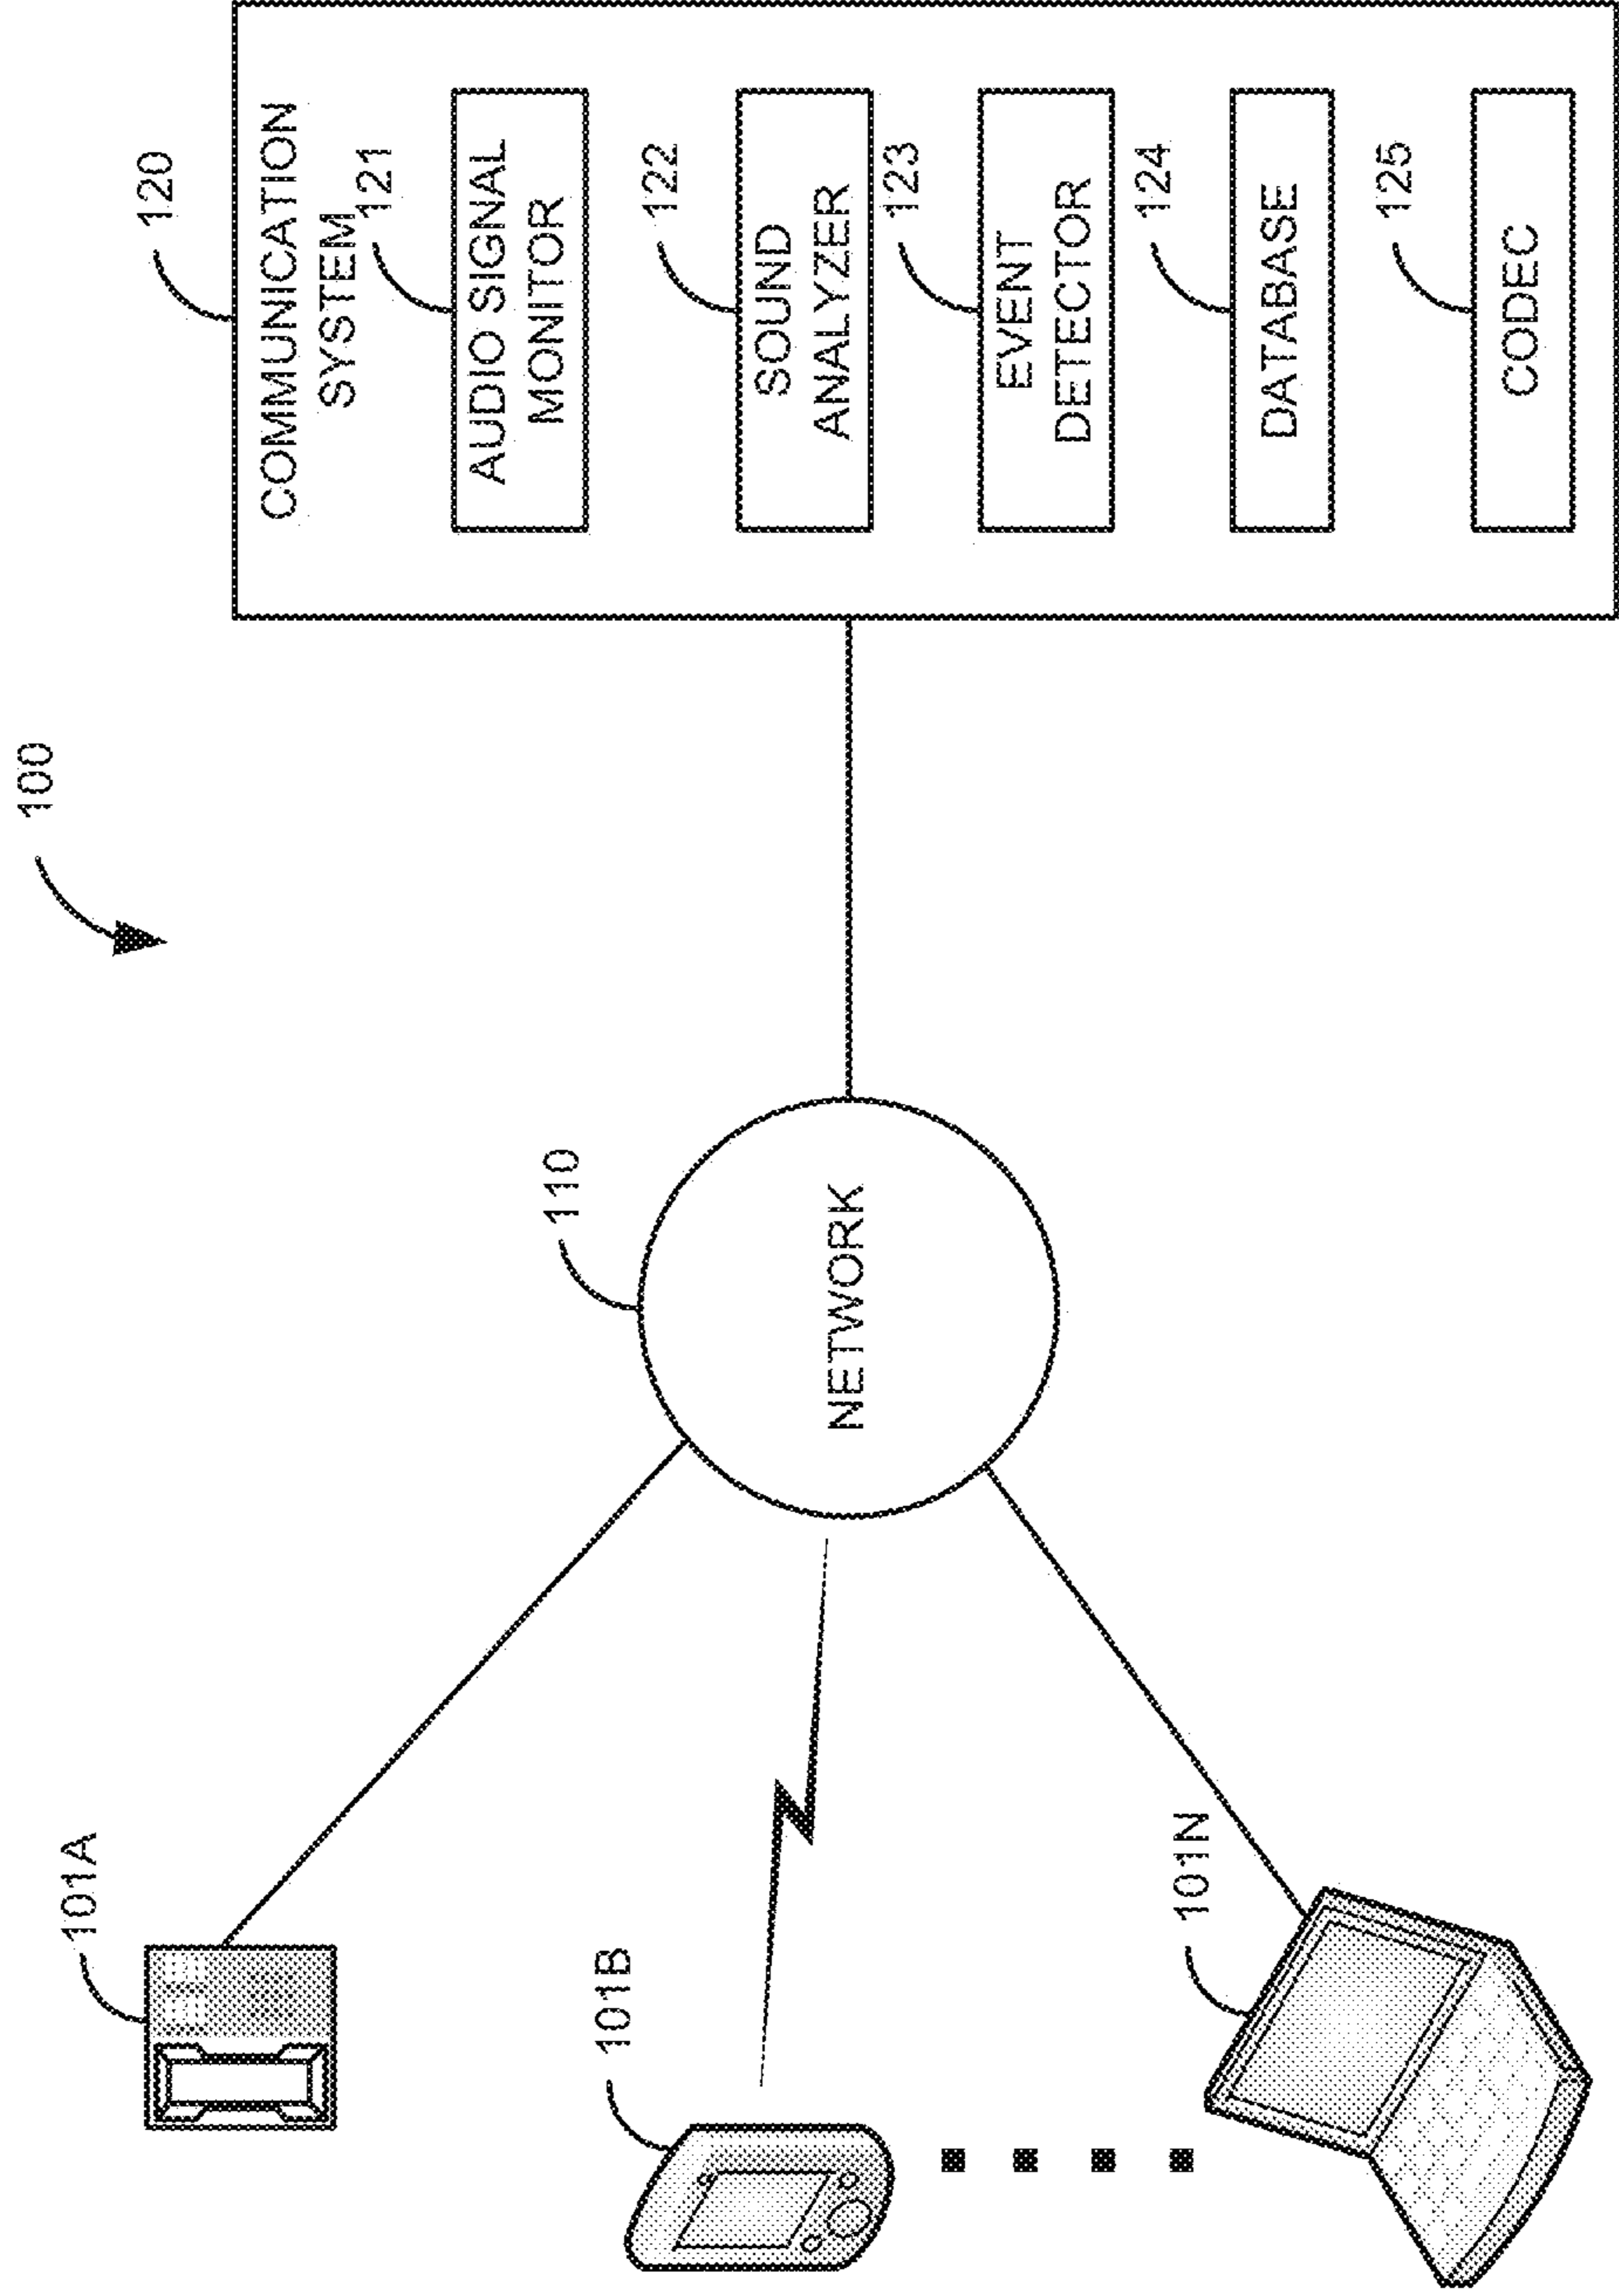 100
101A
101B
101N
110
NETWORK
120
COMMUNICATION
SYSTEM
121
AUDIO SIGNAL
MONITOR
122
SOUND
ANALYZER
123
EVENT
DETECTOR
124
DATABASE
125
CODEC